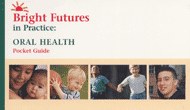 Bright Futures
in Practice:
ORAL HEALTH
Pocket Guide